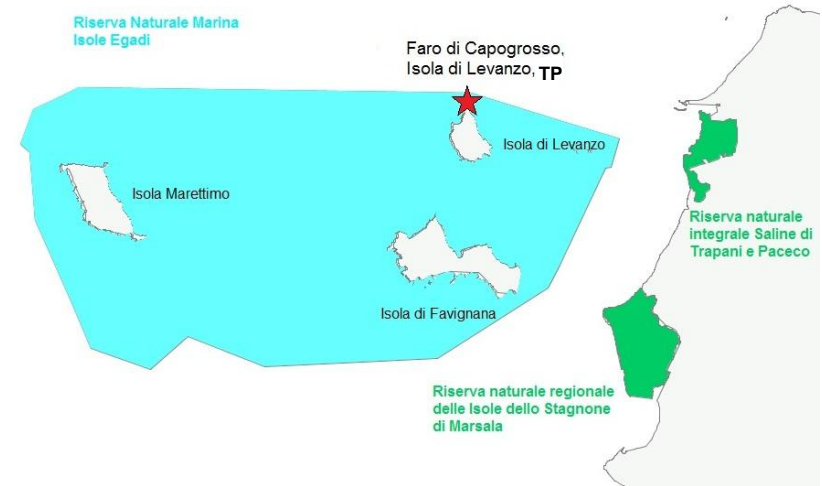 Riserva Naturale Marina
Isole Egadi
Faro di Capogrosso,
Isola di Levanzo, TP
Isola di Levanzo
Isola Marettimo
Riserva naturale
integrale Saline di
Trapani e Paceco
Isola di Favignana
Riserva naturale regionale
delle Isole dello Stagnone
di Marsala